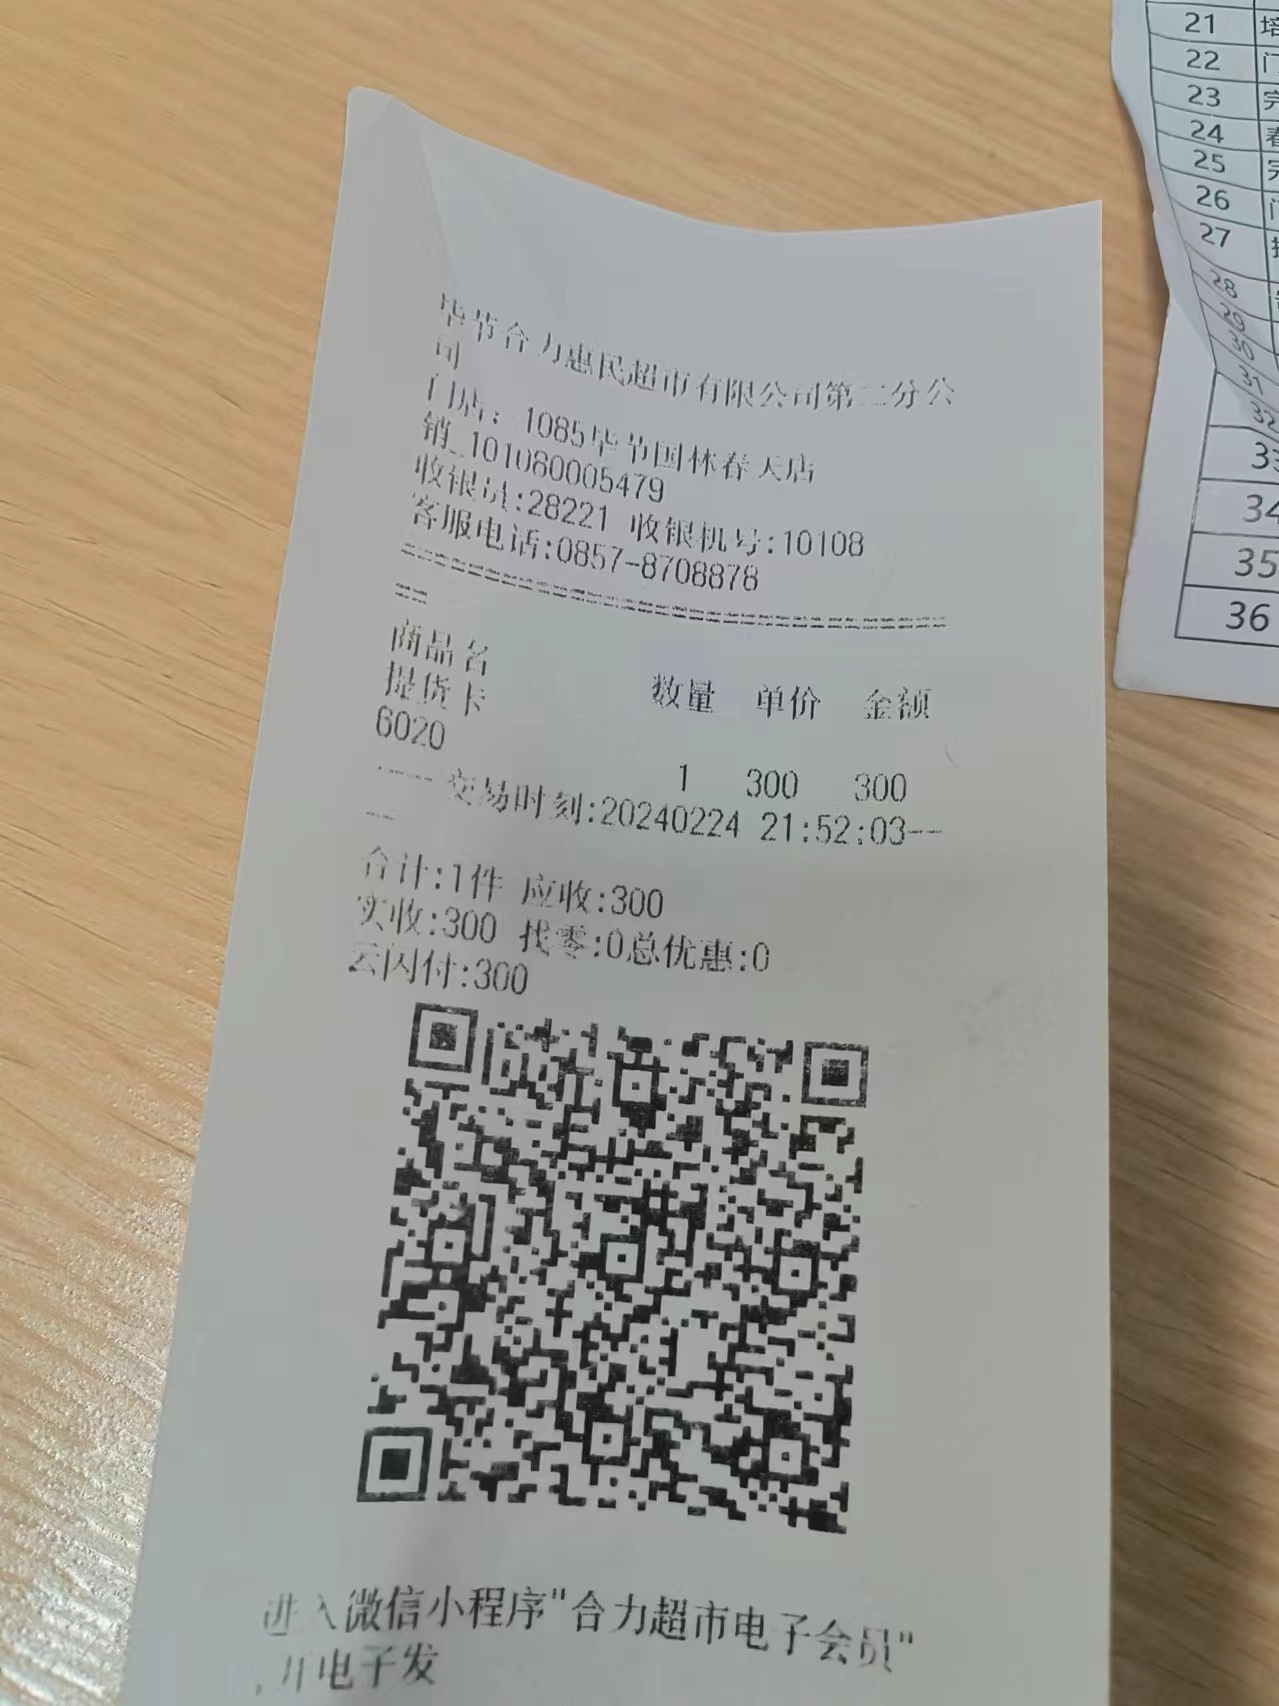 毕节合力惠民超市有限公司第二分公
司
门店：1085毕节国林春天店
销_101080005479
收银员:28221 收银机号:10108
客服电话:0857-8708878
商品名 数量 单价 金额
提货卡
6020
1 300 300
----交易时刻:20240224 21:52:03--
--
合计:1件 应收:300
实收:300 找零:0总优惠:0
云闪付:300
进入微信小程序"合力超市电子会员"
,开电子发
21
22
23
24
25
26
27
28
29
30
31
32
34
35
36